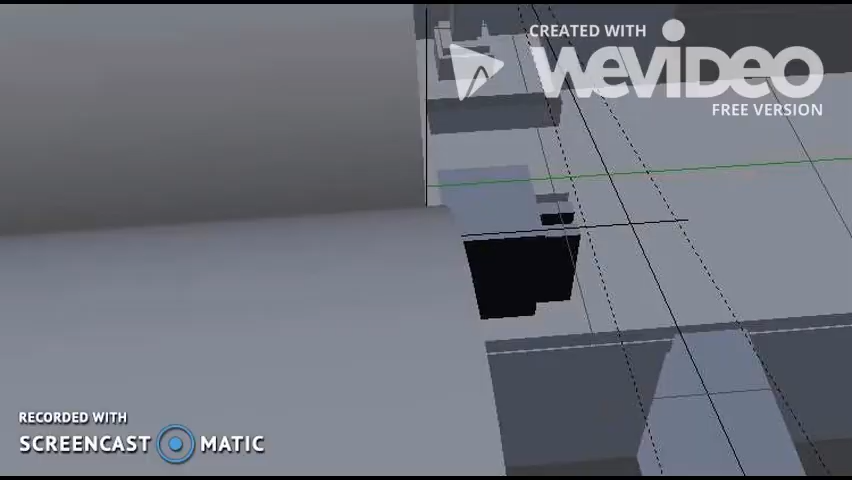 CREATED WITH
WEVIDEO
FREE VERSION
RECORDED WITH
SCREENCAST MATIC